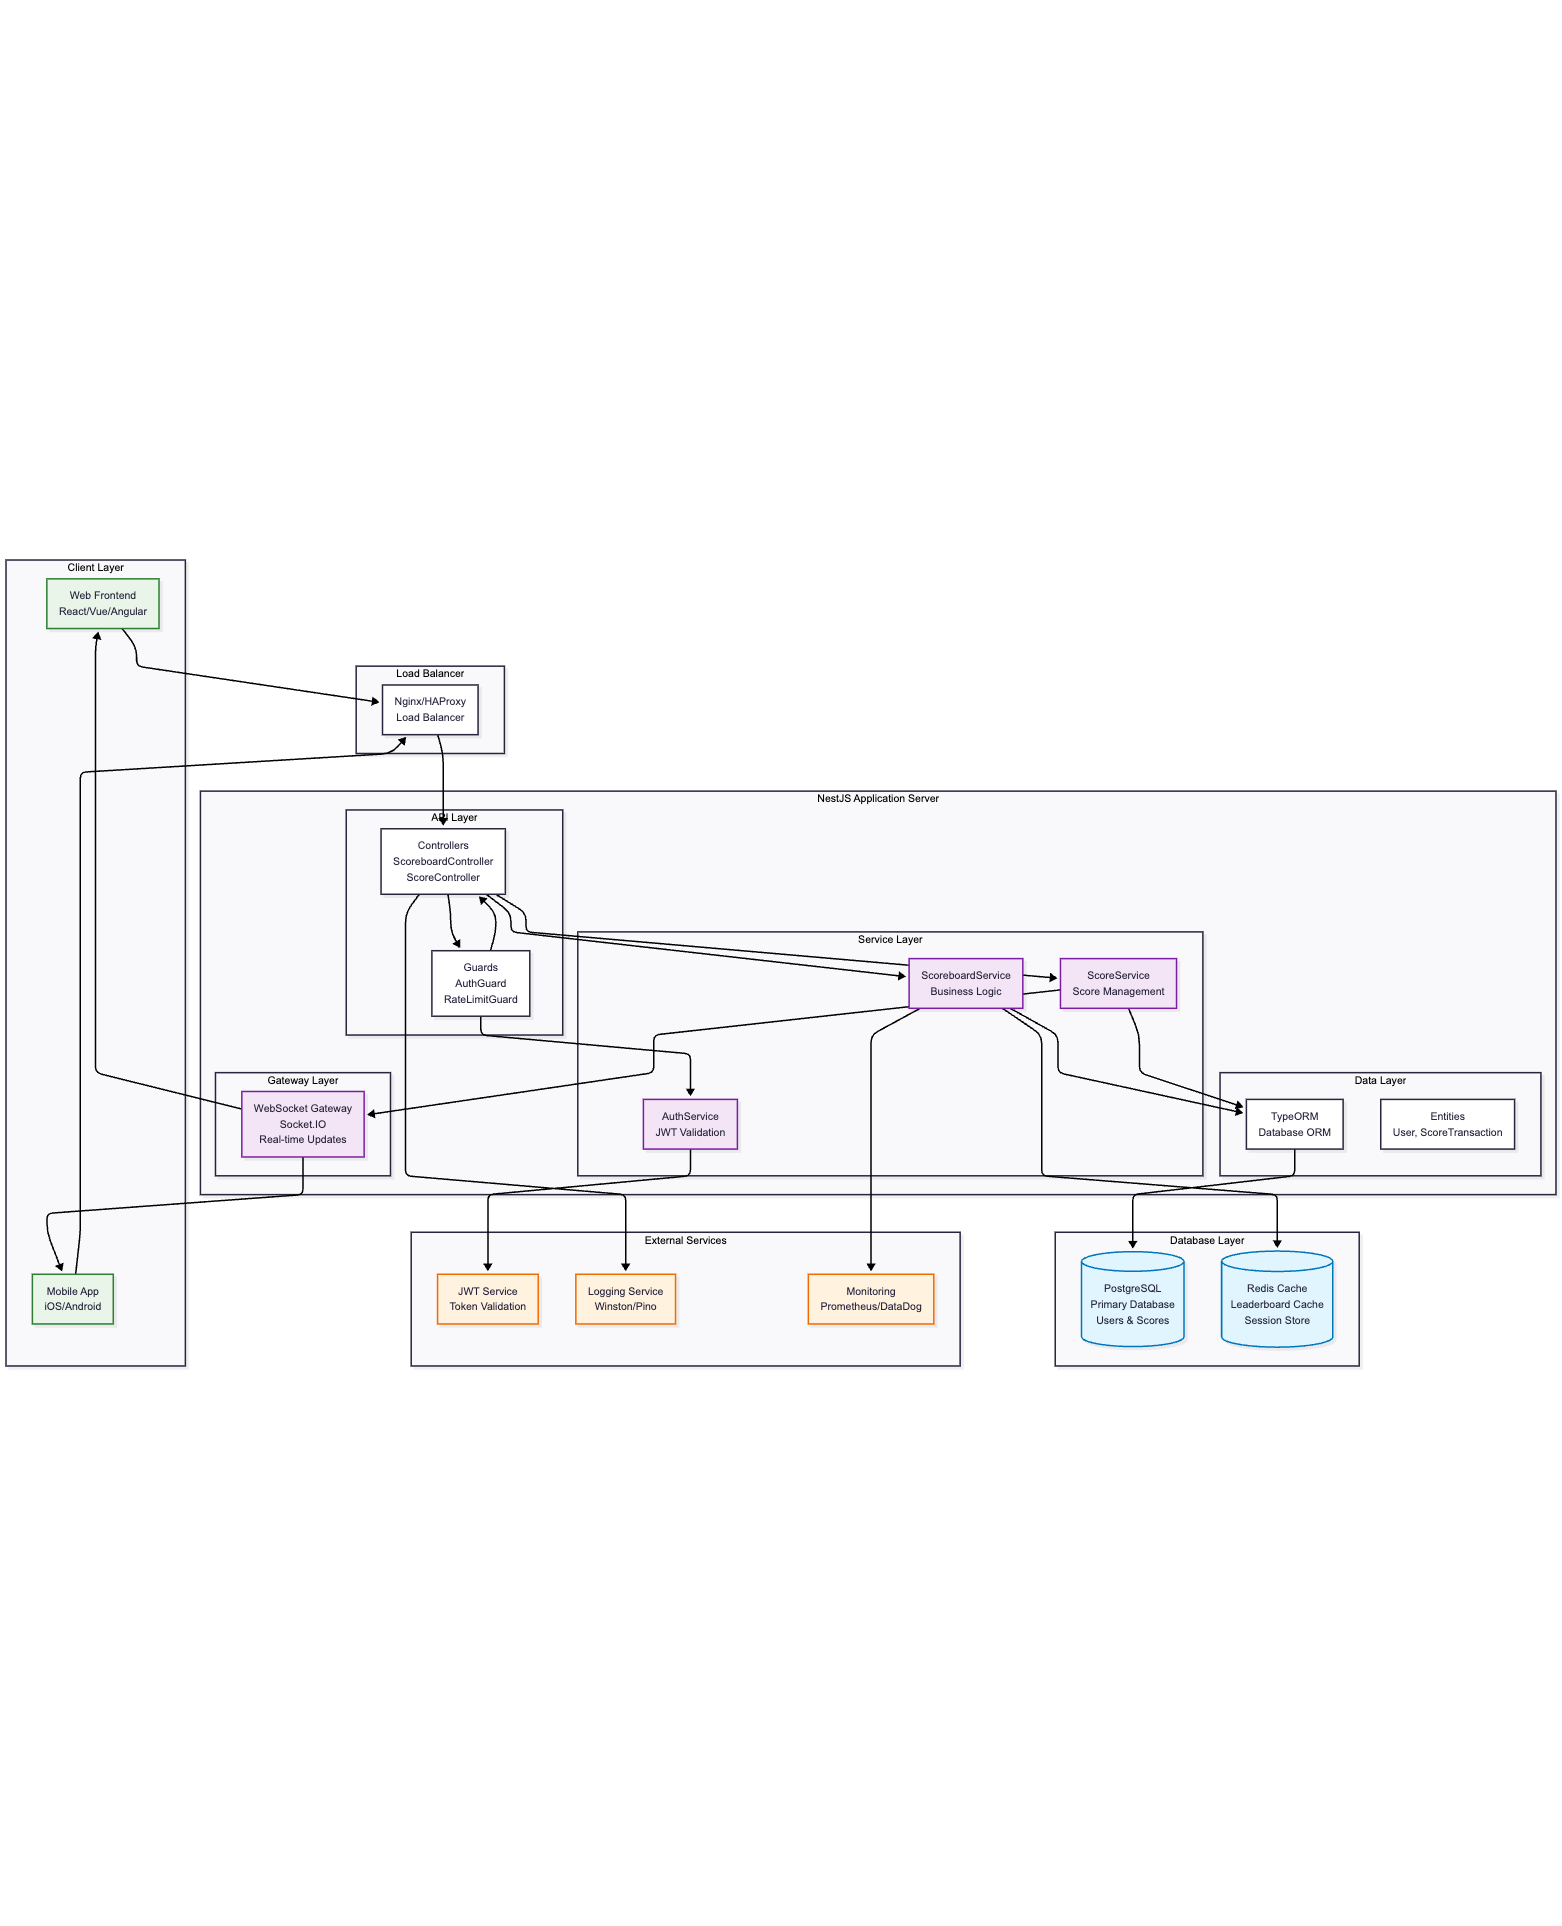 Client Layer
Web Frontend
React/Vue/Angular
Load Balancer
Nginx/HAProxy
Load Balancer
NestJS Application Server
API Layer
Controllers
ScoreboardController
ScoreController
Guards
AuthGuard
RateLimitGuard
Service Layer
ScoreboardService
Business Logic
ScoreService
Score Management
Gateway Layer
WebSocket Gateway
Socket.IO
Real-time Updates
AuthService
JWT Validation
Data Layer
TypeORM
Database ORM
Entities
User, ScoreTransaction
Mobile App
iOS/Android
External Services
JWT Service
Token Validation
Logging Service
Winston/Pino
Monitoring
Prometheus/DataDog
Database Layer
PostgreSQL
Primary Database
Users & Scores
Redis Cache
Leaderboard Cache
Session Store